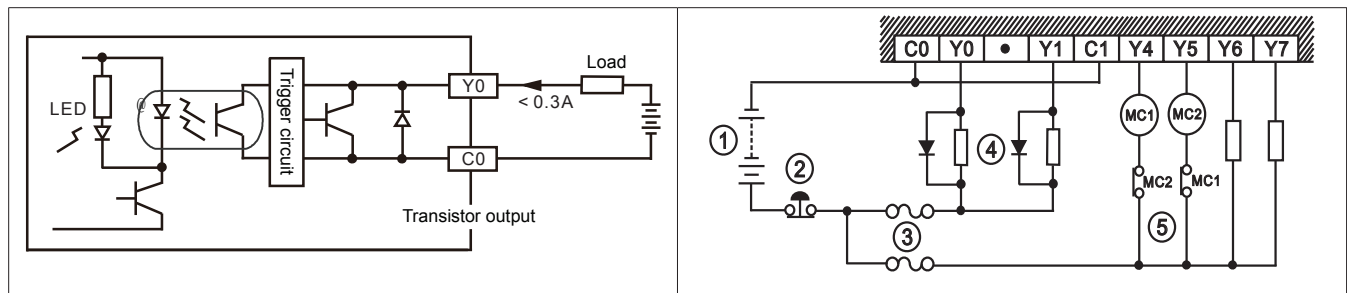 LED
Trigger circuit
Y0
< 0.3A
Load
C0
Transistor output
C0 Y0 • Y1 C1 Y4 Y5 Y6 Y7
①
②
③
④
MC1 MC2
MC2 MC1
⑤